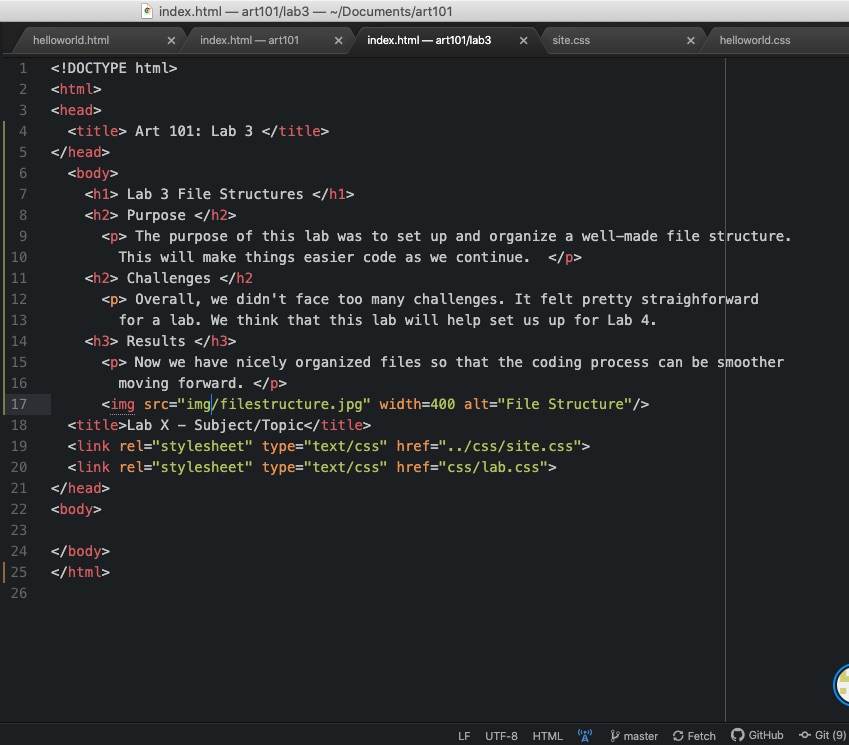 index.html — art101/lab3 — ~/Documents/art101
helloworld.html × index.html — art101 × index.html — art101/lab3 × site.css × helloworld.css
1 <!DOCTYPE html>
2 <html>
3 <head>
4 <title> Art 101: Lab 3 </title>
5 </head>
6 <body>
7 <h1> Lab 3 File Structures </h1>
8 <h2> Purpose </h2>
9 <p> The purpose of this lab was to set up and organize a well-made file structure.
10 This will make things easier code as we continue.  </p>
11 <h2> Challenges </h2
12 <p> Overall, we didn't face too many challenges. It felt pretty straighforward
13 for a lab. We think that this lab will help set us up for Lab 4.
14 <h3> Results </h3>
15 <p> Now we have nicely organized files so that the coding process can be smoother
16 moving forward. </p>
17 <img src="img/filestructure.jpg" width=400 alt="File Structure"/>
18 <title>Lab X - Subject/Topic</title>
19 <link rel="stylesheet" type="text/css" href="../css/site.css">
20 <link rel="stylesheet" type="text/css" href="css/lab.css">
21 </head>
22 <body>
23
24 </body>
25 </html>
26
LF UTF-8 HTML master Fetch GitHub Git (9)